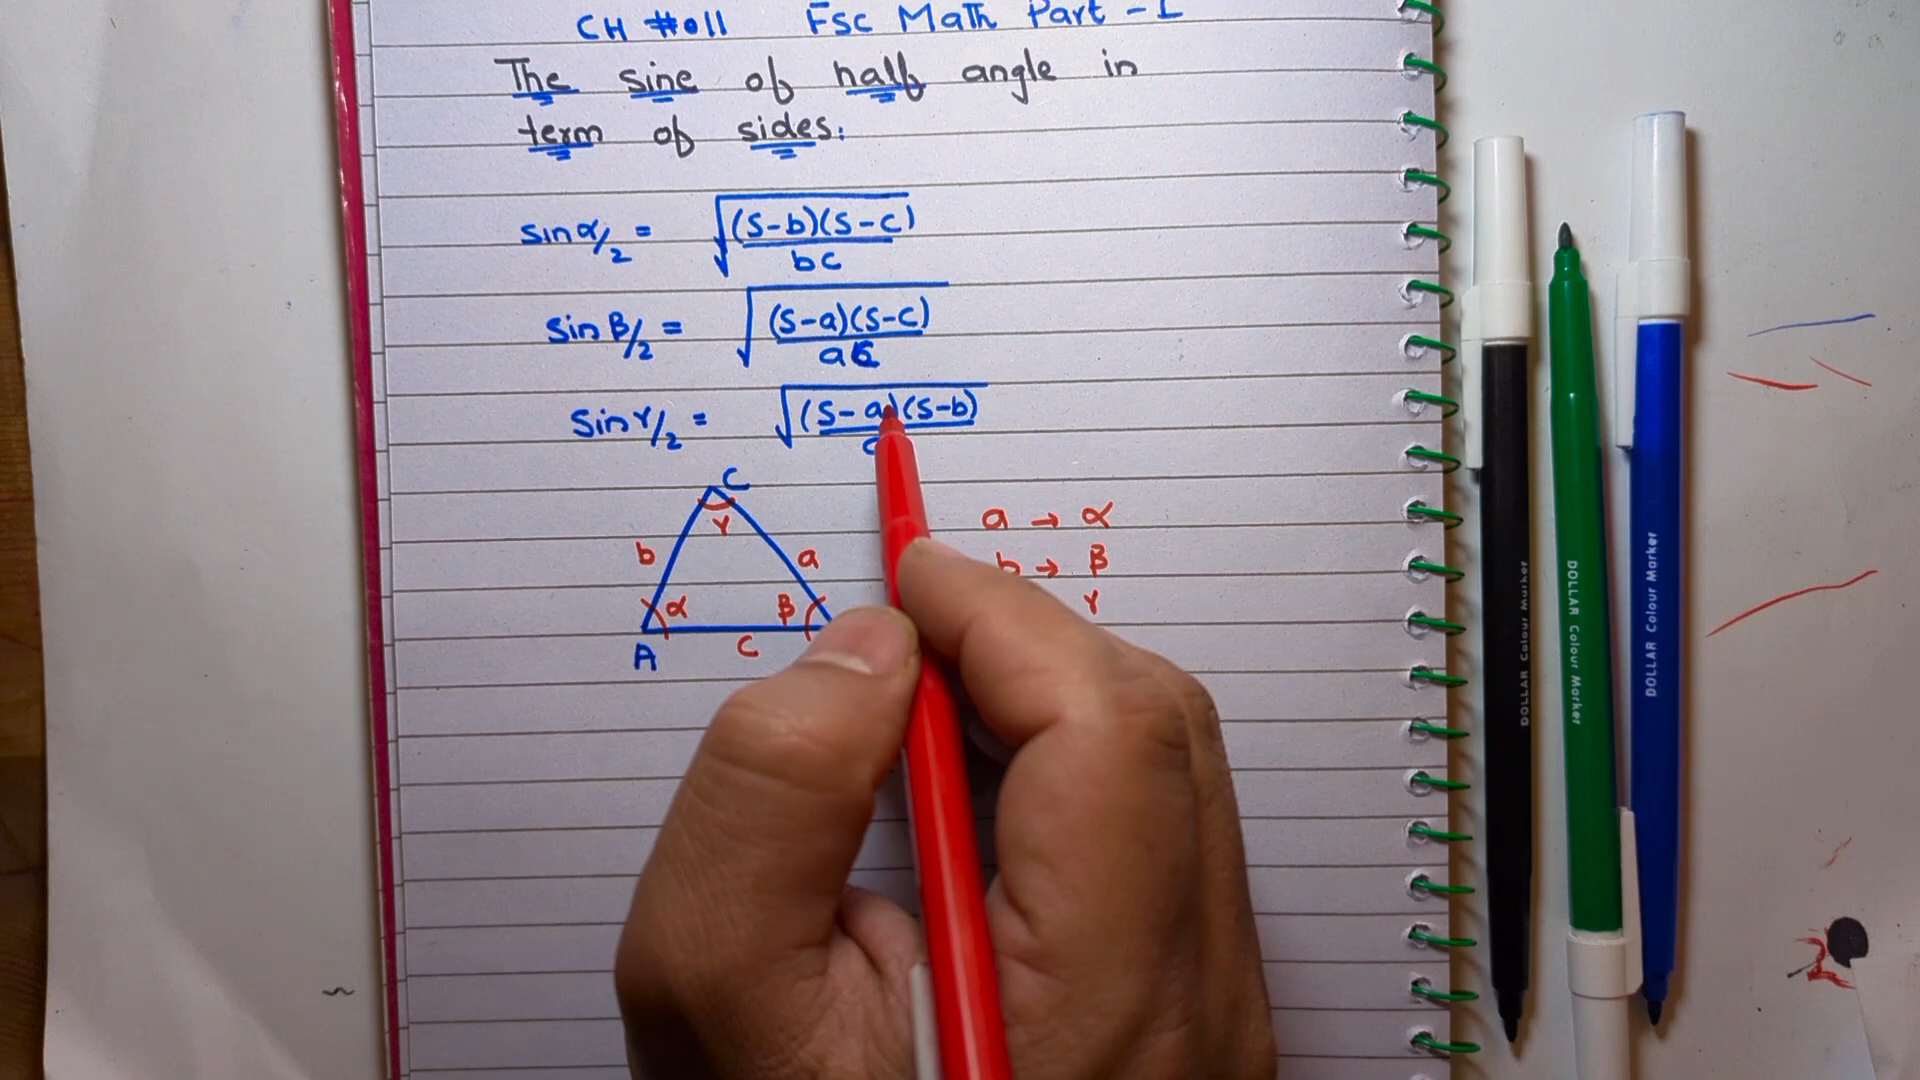 CH #011 Fsc Math Part - I
The sine of half angle in
term of sides:
sin α/2 = √(s-b)(s-c)
bc
sin β/2 = √(s-a)(s-c)
ac
sin γ/2 = √(s-a)(s-b)
C
γ
a → α
b a
b → β
α β
γ
A c
DOLLAR Colour Marker
DOLLAR Colour Marker
DOLLAR Colour Marker